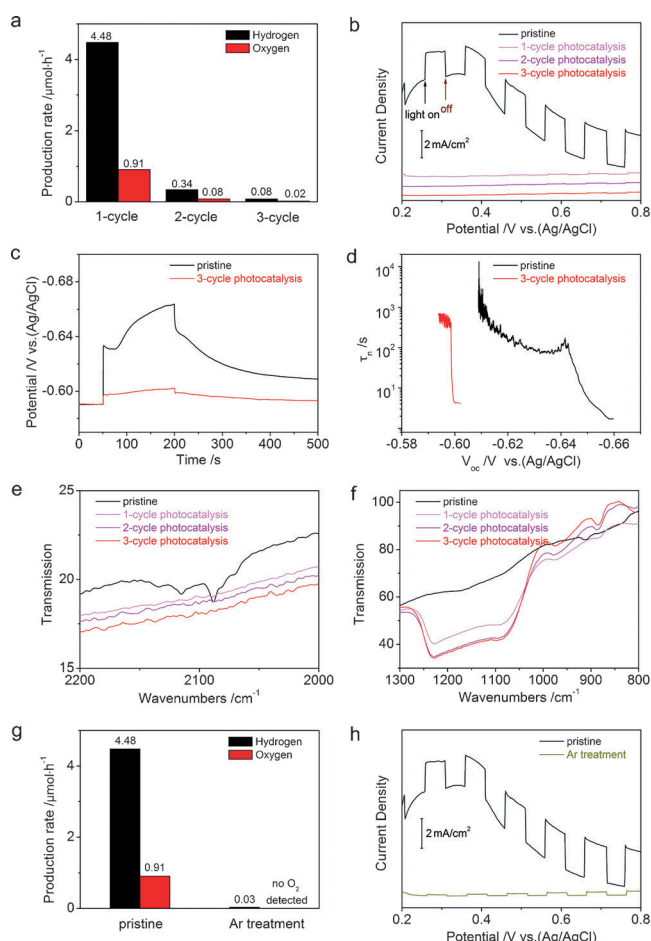 a
Production rate /μmol·h⁻¹
4
2
0
4.48
0.91
0.34
0.08
0.08
0.02
Hydrogen
Oxygen
1-cycle 2-cycle 3-cycle
b
Current Density
pristine
1-cycle photocatalysis
2-cycle photocatalysis
3-cycle photocatalysis
light on
off
2 mA/cm²
0.2 0.4 0.6 0.8
Potential /V vs.(Ag/AgCl)
c
Potential /V vs.(Ag/AgCl)
-0.68
-0.64
-0.60
pristine
3-cycle photocatalysis
0 100 200 300 400 500
Time /s
d
τn /s
10⁴
10³
10²
10¹
pristine
3-cycle photocatalysis
-0.58 -0.60 -0.62 -0.64 -0.66
Voc /V vs.(Ag/AgCl)
e
Transmission
25
20
15
pristine
1-cycle photocatalysis
2-cycle photocatalysis
3-cycle photocatalysis
2200 2100 2000
Wavenumbers /cm⁻¹
f
Transmission
100
80
60
40
pristine
1-cycle photocatalysis
2-cycle photocatalysis
3-cycle photocatalysis
1300 1200 1100 1000 900 800
Wavenumbers /cm⁻¹
g
Production rate /μmol·h⁻¹
4
2
0
4.48
0.91
0.03
no O₂
detected
Hydrogen
Oxygen
pristine Ar treatment
h
Current Density
pristine
Ar treatment
2 mA/cm²
0.2 0.4 0.6 0.8
Potential /V vs.(Ag/AgCl)